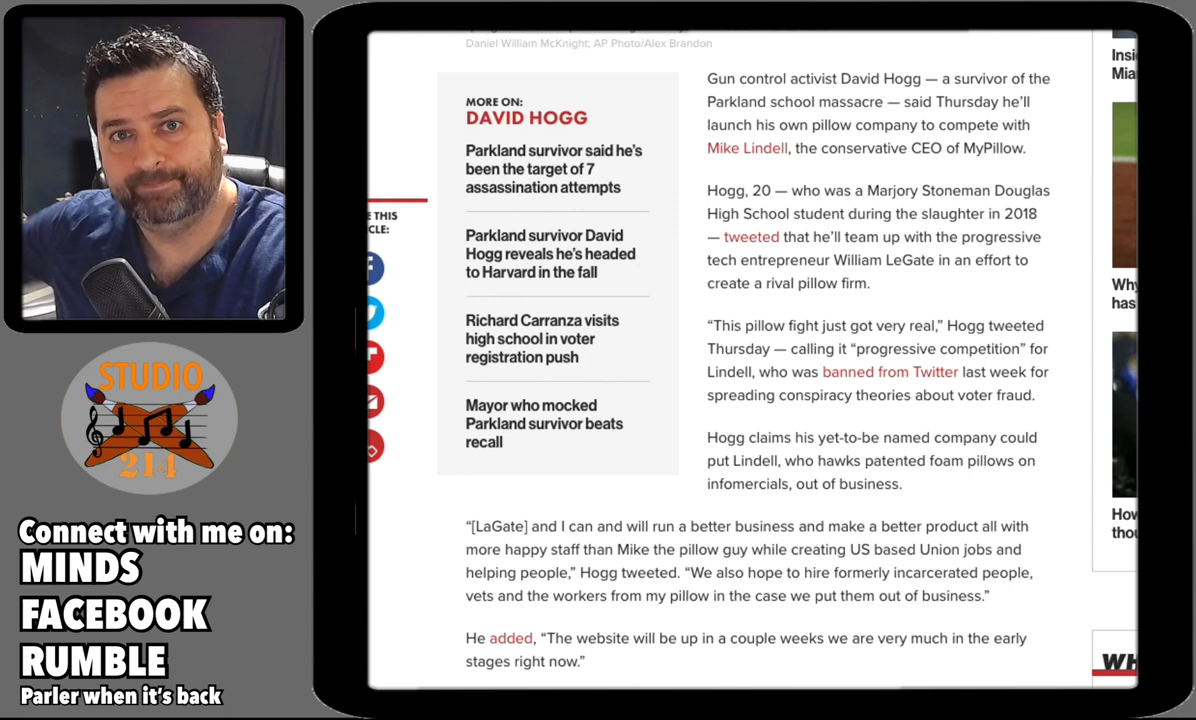 STUDIO
214
Connect with me on:
MINDS
FACEBOOK
RUMBLE
Parler when it's back
Daniel William McKnight; AP Photo/Alex Brandon
MORE ON:
DAVID HOGG
Parkland survivor said he's
been the target of 7
assassination attempts
Parkland survivor David
Hogg reveals he's headed
to Harvard in the fall
Richard Carranza visits
high school in voter
registration push
Mayor who mocked
Parkland survivor beats
recall
E THIS
CLE:
Gun control activist David Hogg — a survivor of the
Parkland school massacre — said Thursday he'll
launch his own pillow company to compete with
Mike Lindell, the conservative CEO of MyPillow.
Hogg, 20 — who was a Marjory Stoneman Douglas
High School student during the slaughter in 2018
— tweeted that he'll team up with the progressive
tech entrepreneur William LeGate in an effort to
create a rival pillow firm.
“This pillow fight just got very real,” Hogg tweeted
Thursday — calling it “progressive competition” for
Lindell, who was banned from Twitter last week for
spreading conspiracy theories about voter fraud.
Hogg claims his yet-to-be named company could
put Lindell, who hawks patented foam pillows on
infomercials, out of business.
“[LaGate] and I can and will run a better business and make a better product all with
more happy staff than Mike the pillow guy while creating US based Union jobs and
helping people,” Hogg tweeted. “We also hope to hire formerly incarcerated people,
vets and the workers from my pillow in the case we put them out of business.”
He added, “The website will be up in a couple weeks we are very much in the early
stages right now.”
Insi
Mia
Why
has
How
thou
WH